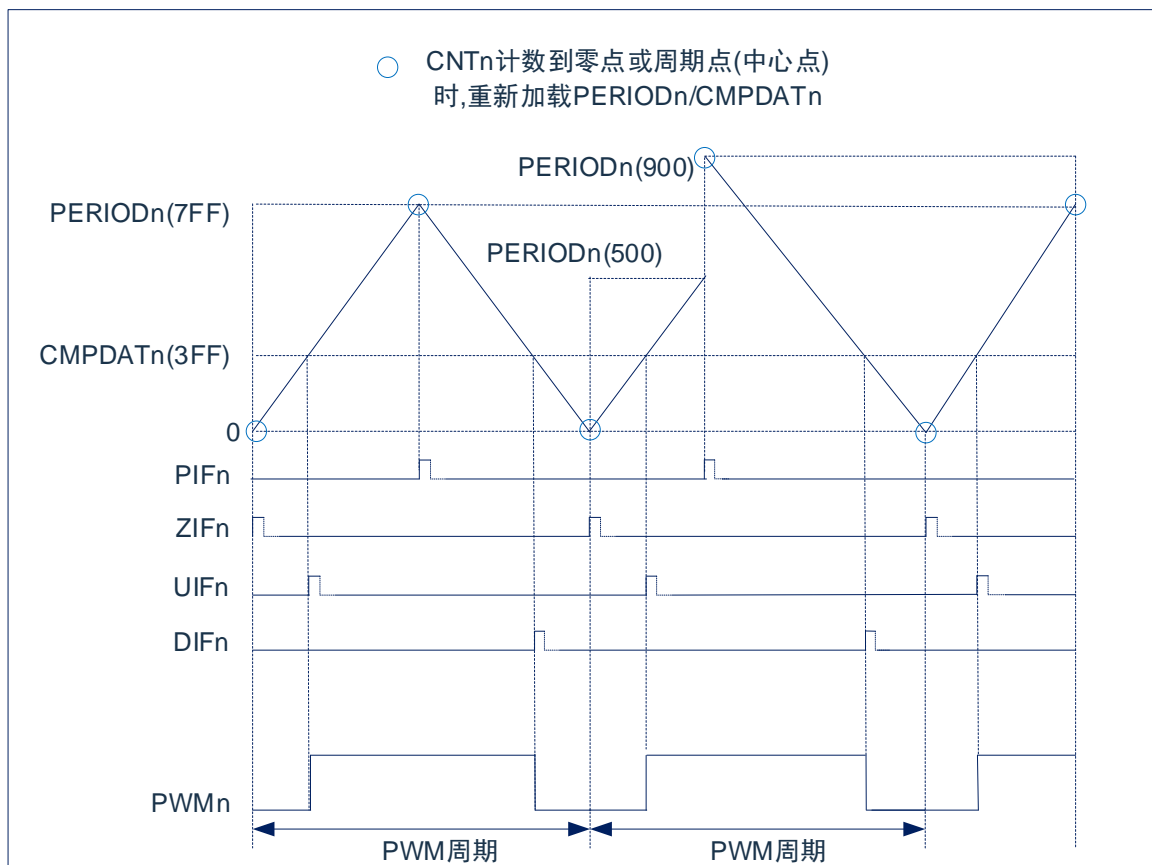 CNTn计数到零点或周期点(中心点)
时,重新加载PERIODn/CMPDATn
PERIODn(900)
PERIODn(7FF)
PERIODn(500)
CMPDATn(3FF)
0
PIFn
ZIFn
UIFn
DIFn
PWMn
PWM周期
PWM周期